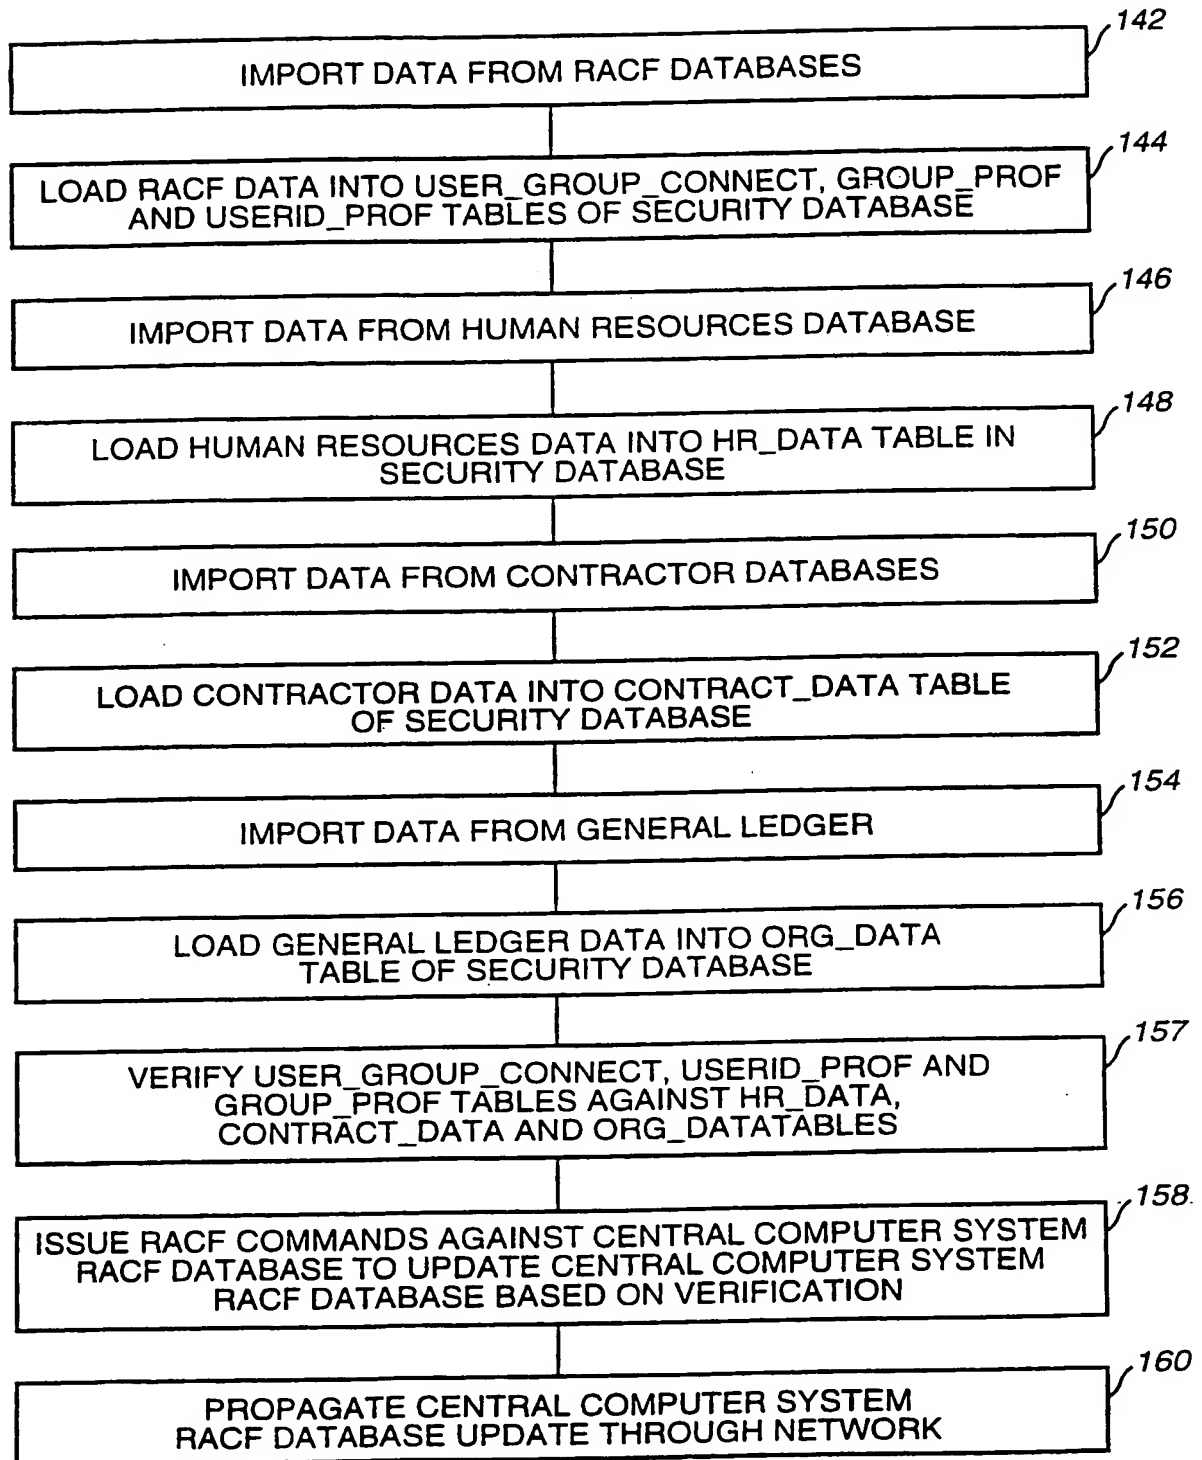 142
IMPORT DATA FROM RACF DATABASES
144
LOAD RACF DATA INTO USER_GROUP_CONNECT, GROUP_PROF
AND USERID_PROF TABLES OF SECURITY DATABASE
146
IMPORT DATA FROM HUMAN RESOURCES DATABASE
148
LOAD HUMAN RESOURCES DATA INTO HR_DATA TABLE IN
SECURITY DATABASE
150
IMPORT DATA FROM CONTRACTOR DATABASES
152
LOAD CONTRACTOR DATA INTO CONTRACT_DATA TABLE
OF SECURITY DATABASE
154
IMPORT DATA FROM GENERAL LEDGER
156
LOAD GENERAL LEDGER DATA INTO ORG_DATA
TABLE OF SECURITY DATABASE
157
VERIFY USER_GROUP_CONNECT, USERID_PROF AND
GROUP_PROF TABLES AGAINST HR_DATA,
CONTRACT_DATA AND ORG_DATATABLES
158
ISSUE RACF COMMANDS AGAINST CENTRAL COMPUTER SYSTEM
RACF DATABASE TO UPDATE CENTRAL COMPUTER SYSTEM
RACF DATABASE BASED ON VERIFICATION
160
PROPAGATE CENTRAL COMPUTER SYSTEM
RACF DATABASE UPDATE THROUGH NETWORK